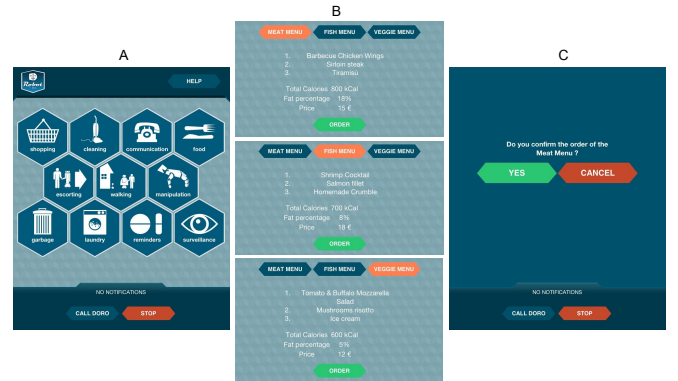 A
Robot
HELP
shopping
cleaning
communication
food
escorting
walking
manipulation
garbage
laundry
reminders
surveillance
NO NOTIFICATIONS
CALL DORO
STOP
B
MEAT MENU FISH MENU VEGGIE MENU
1. Barbecue Chicken Wings
2. Sirloin steak
3. Tiramisù
Total Calories 800 kCal
Fat percentage 18%
Price 15 €
ORDER
MEAT MENU FISH MENU VEGGIE MENU
1. Shrimp Cocktail
2. Salmon fillet
3. Homemade Crumble
Total Calories 700 kCal
Fat percentage 8%
Price 18 €
ORDER
MEAT MENU FISH MENU VEGGIE MENU
1. Tomato & Buffalo Mozzarella
Salad
2. Mushrooms risotto
3. Ice cream
Total Calories 600 kCal
Fat percentage 5%
Price 12 €
ORDER
C
Do you confirm the order of the
Meat Menu ?
YES
CANCEL
NO NOTIFICATIONS
CALL DORO
STOP